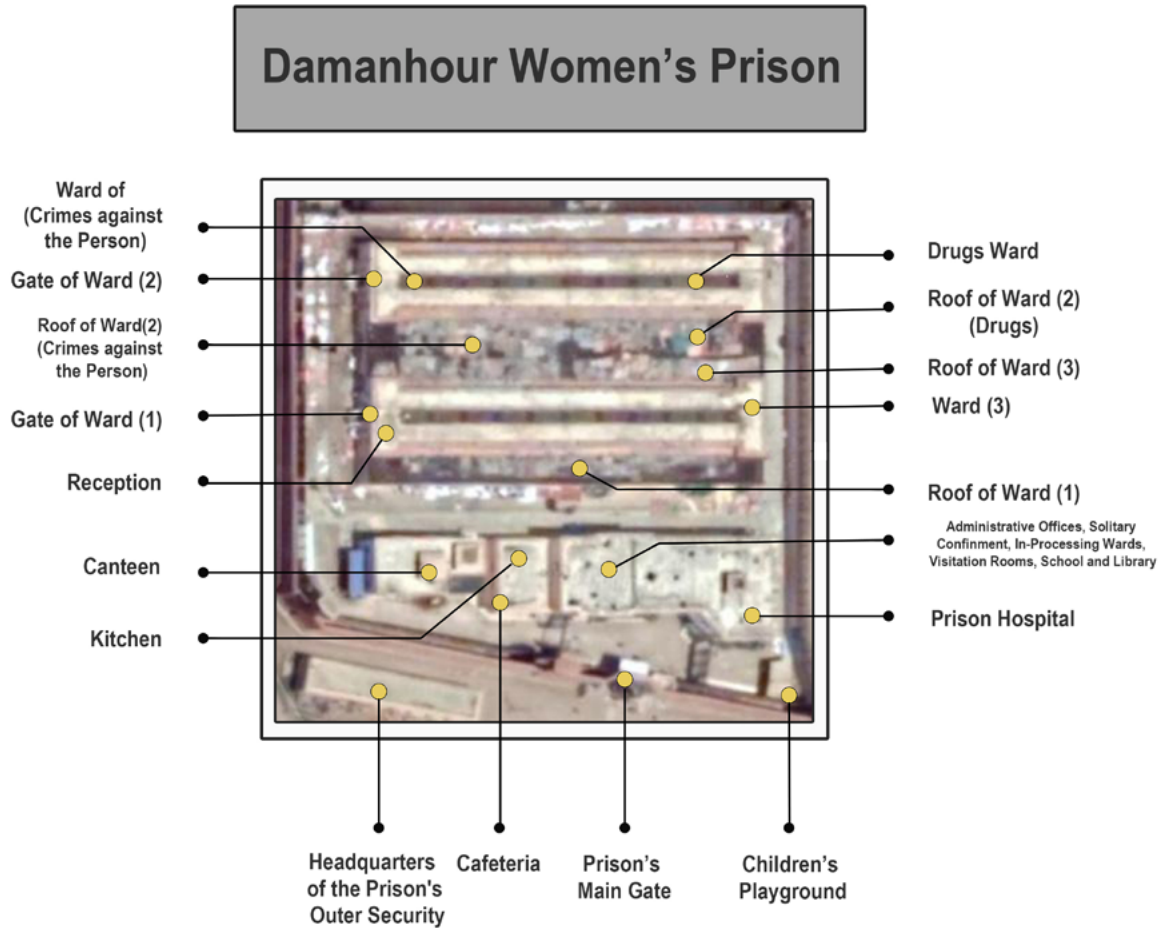 Damanhour Women's Prison
Ward of
(Crimes against
the Person)
Gate of Ward (2)
Roof of Ward(2)
(Crimes against
the Person)
Gate of Ward (1)
Reception
Canteen
Kitchen
Drugs Ward
Roof of Ward (2)
(Drugs)
Roof of Ward (3)
Ward (3)
Roof of Ward (1)
Administrative Offices, Solitary
Confinment, In-Processing Wards,
Visitation Rooms, School and Library
Prison Hospital
Headquarters
of the Prison's
Outer Security
Cafeteria
Prison's
Main Gate
Children's
Playground